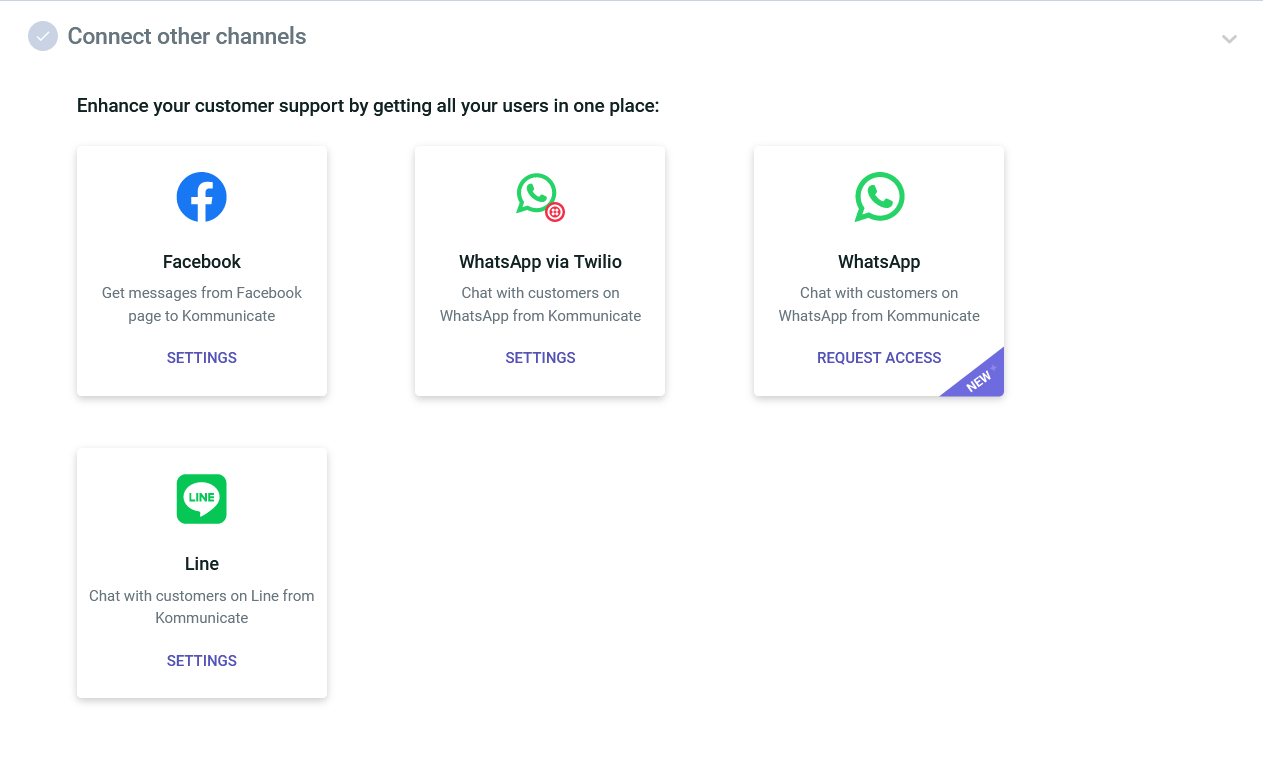 Connect other channels
Enhance your customer support by getting all your users in one place:
Facebook
Get messages from Facebook
page to Kommunicate
SETTINGS
WhatsApp via Twilio
Chat with customers on
WhatsApp from Kommunicate
SETTINGS
WhatsApp
Chat with customers on
WhatsApp from Kommunicate
REQUEST ACCESS
NEW
LINE
Line
Chat with customers on Line from
Kommunicate
SETTINGS